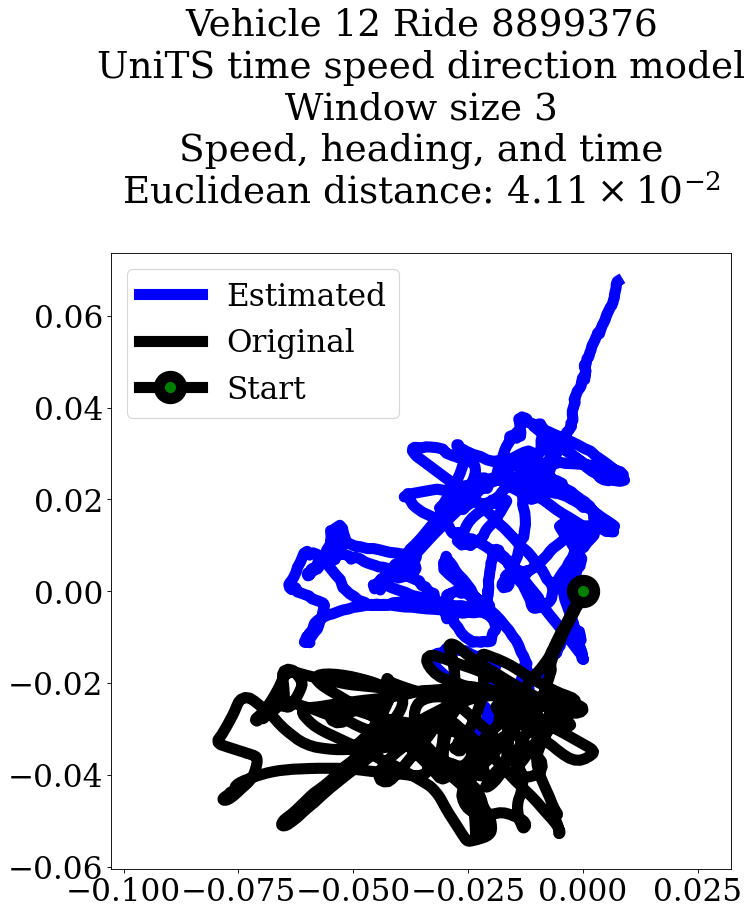 Vehicle 12 Ride 8899376
UniTS time speed direction model
Window size 3
Speed, heading, and time
Euclidean distance: 4.11 × 10⁻²
Estimated
Original
Start
0.06
0.04
0.02
0.00
−0.02
−0.04
−0.06
−0.100 −0.075 −0.050 −0.025 0.000 0.025